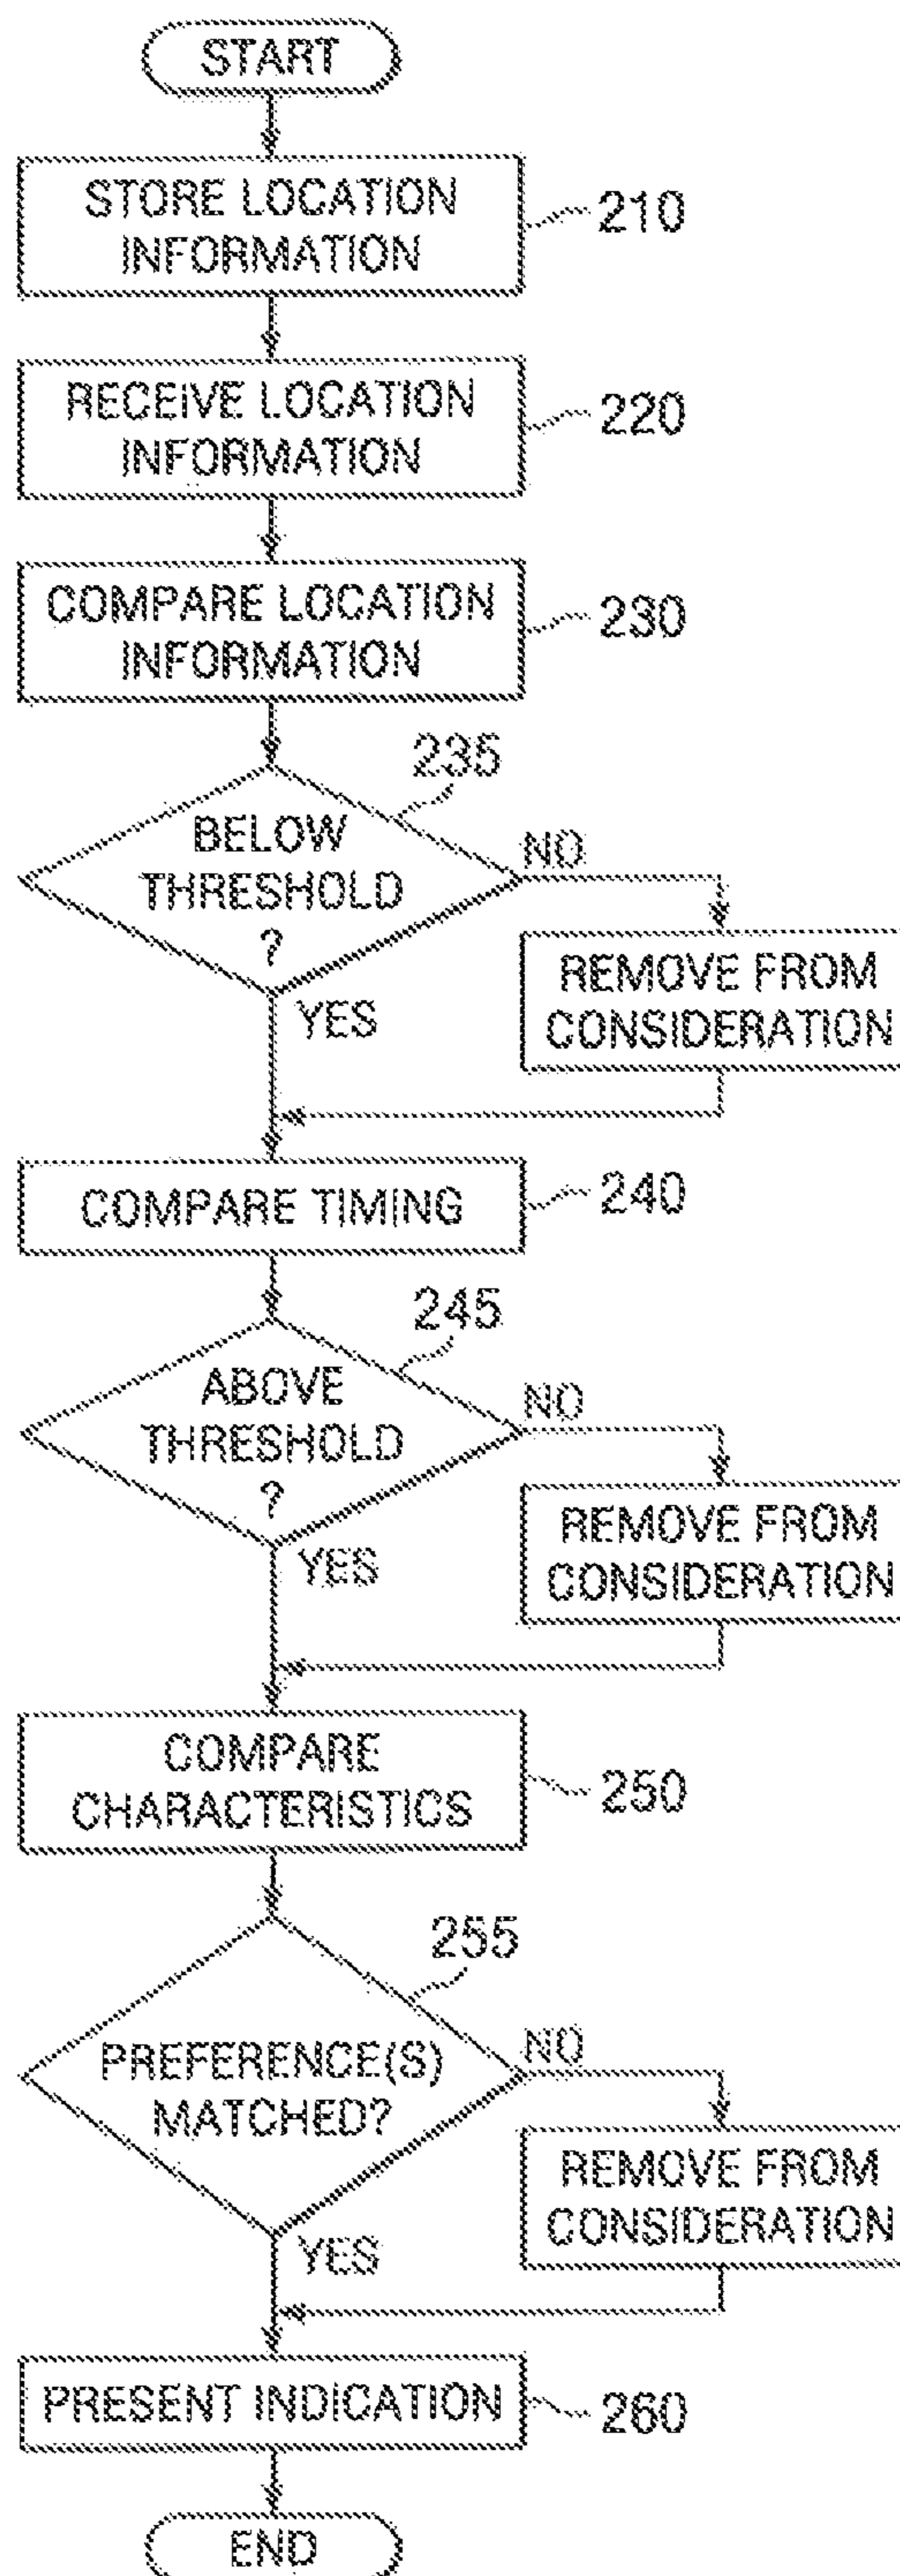 START
STORE LOCATION
INFORMATION
210
RECEIVE LOCATION
INFORMATION
220
COMPARE LOCATION
INFORMATION
230
235
BELOW
THRESHOLD
?
NO
YES
REMOVE FROM
CONSIDERATION
COMPARE TIMING
240
245
ABOVE
THRESHOLD
?
NO
YES
REMOVE FROM
CONSIDERATION
COMPARE
CHARACTERISTICS
250
255
PREFERENCE(S)
MATCHED?
NO
YES
REMOVE FROM
CONSIDERATION
PRESENT INDICATION
260
END